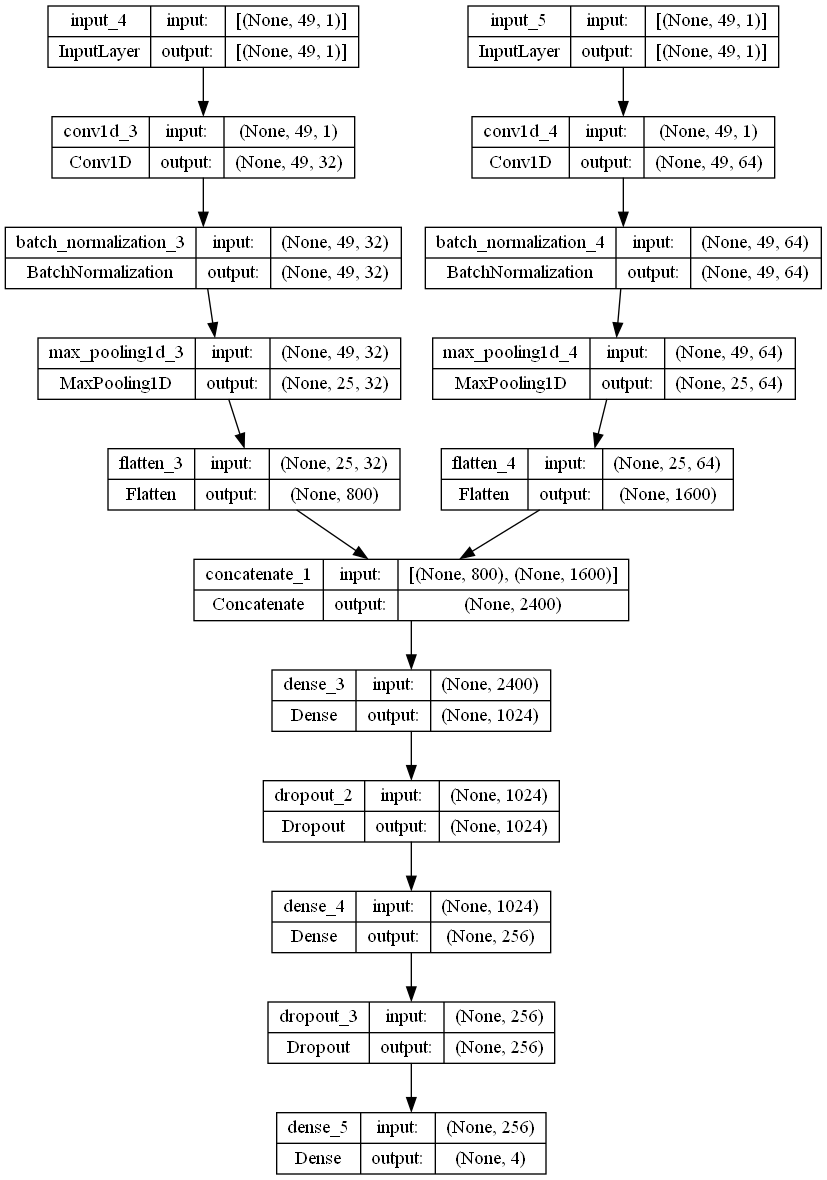 input_4 input: [(None, 49, 1)]
InputLayer output: [(None, 49, 1)]
input_5 input: [(None, 49, 1)]
InputLayer output: [(None, 49, 1)]
conv1d_3 input: (None, 49, 1)
Conv1D output: (None, 49, 32)
conv1d_4 input: (None, 49, 1)
Conv1D output: (None, 49, 64)
batch_normalization_3 input: (None, 49, 32)
BatchNormalization output: (None, 49, 32)
batch_normalization_4 input: (None, 49, 64)
BatchNormalization output: (None, 49, 64)
max_pooling1d_3 input: (None, 49, 32)
MaxPooling1D output: (None, 25, 32)
max_pooling1d_4 input: (None, 49, 64)
MaxPooling1D output: (None, 25, 64)
flatten_3 input: (None, 25, 32)
Flatten output: (None, 800)
flatten_4 input: (None, 25, 64)
Flatten output: (None, 1600)
concatenate_1 input: [(None, 800), (None, 1600)]
Concatenate output: (None, 2400)
dense_3 input: (None, 2400)
Dense output: (None, 1024)
dropout_2 input: (None, 1024)
Dropout output: (None, 1024)
dense_4 input: (None, 1024)
Dense output: (None, 256)
dropout_3 input: (None, 256)
Dropout output: (None, 256)
dense_5 input: (None, 256)
Dense output: (None, 4)